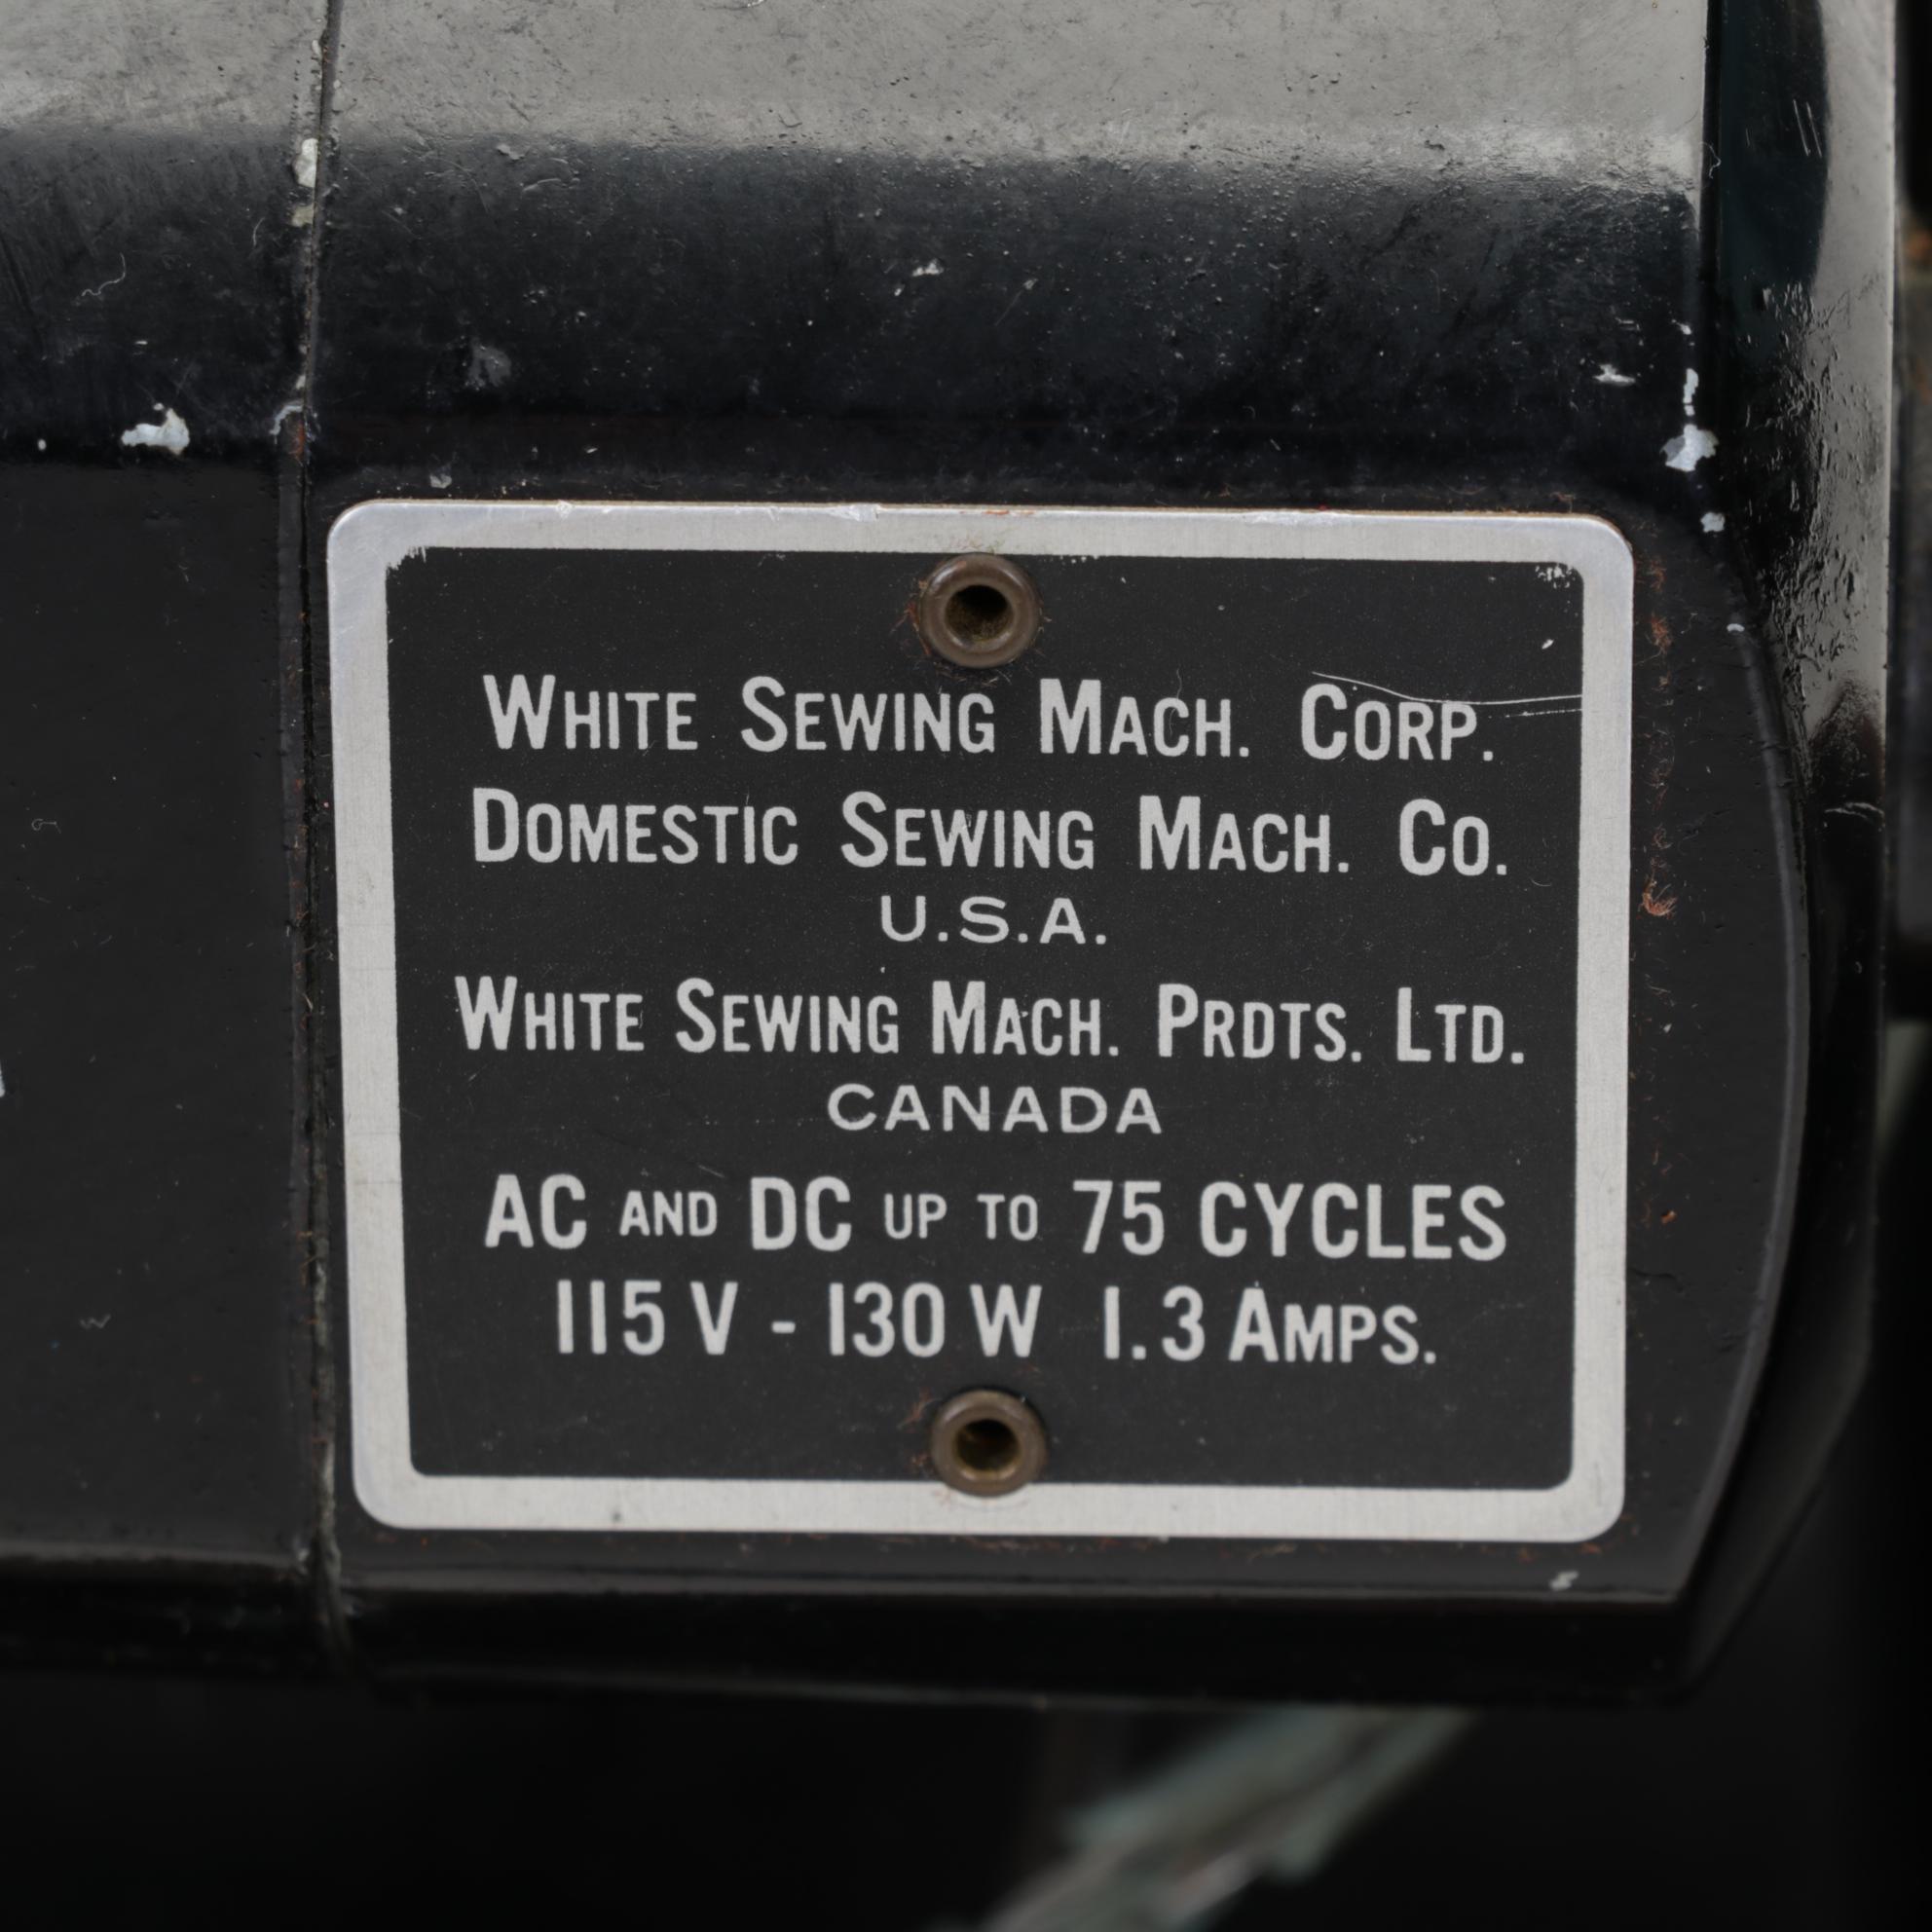 WHITE SEWING MACH. CORP.
DOMESTIC SEWING MACH. CO.
U.S.A.
WHITE SEWING MACH. PRDTS. LTD.
CANADA
AC AND DC UP TO 75 CYCLES
115 V - 130 W 1.3 AMPS.